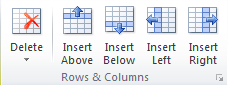 Delete Insert Insert Insert Insert
Above Below Left Right
Rows & Columns